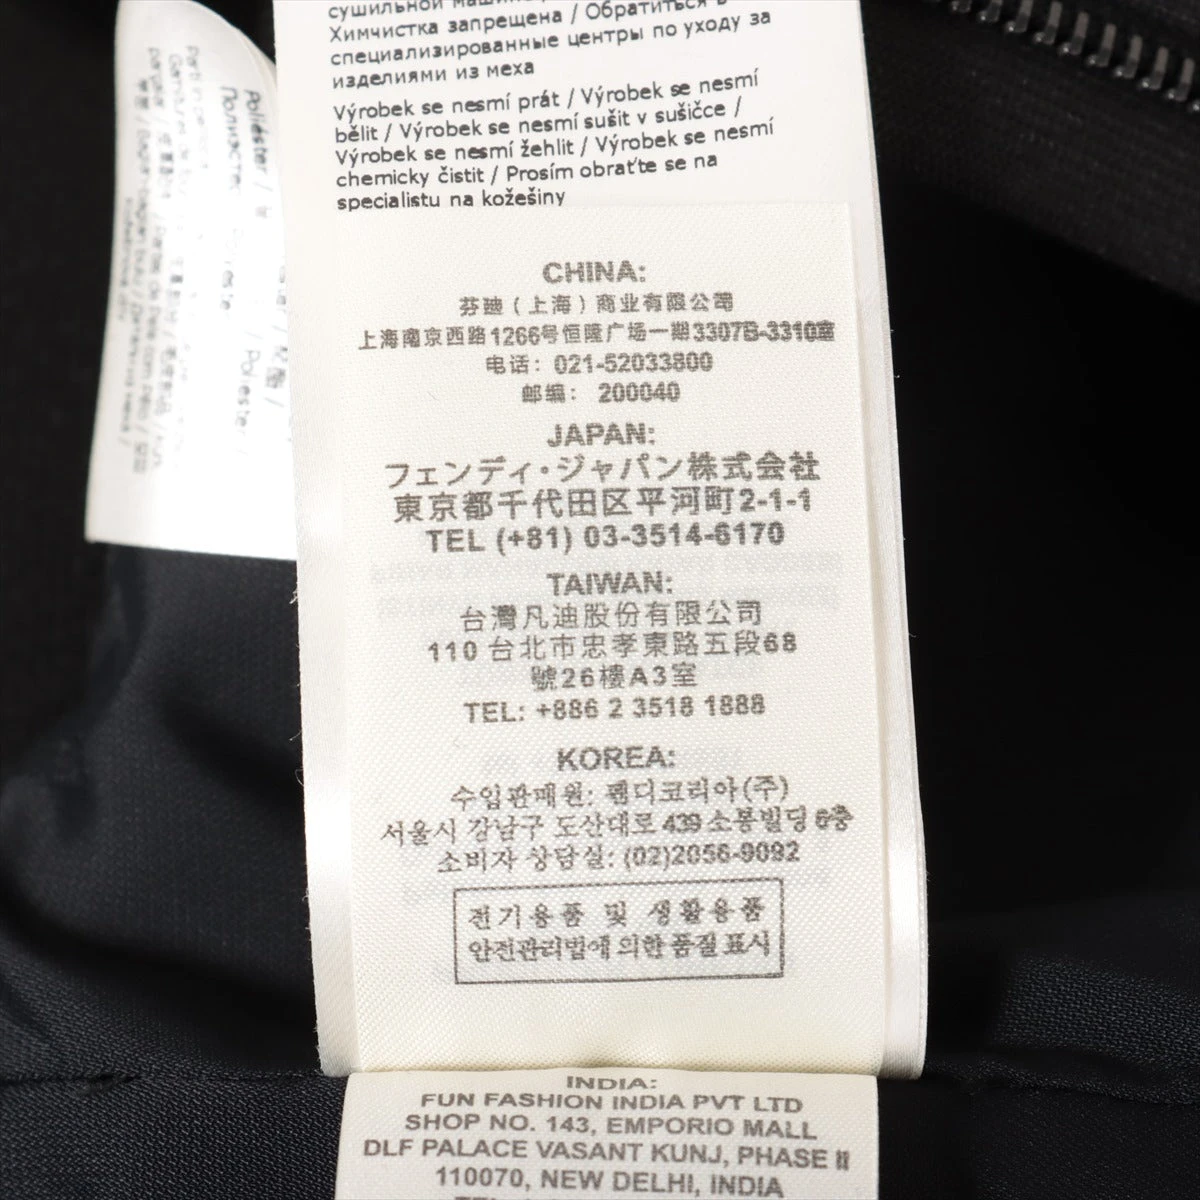 сушильной
Химчистка запрещена / Обратиться в
специализированные центры по уходу за
изделиями из меха
Výrobek se nesmí prát / Výrobek se nesmí
bělit / Výrobek se nesmí sušit v sušičce /
Výrobek se nesmí žehlit / Výrobek se nesmí
chemicky čistit / Prosím obraťte se na
specialistu na kožešiny
Poliéster /
Полиэстер
Poliester /
CHINA:
芬迪（上海）商业有限公司
上海南京西路1266号恒隆广场一期3307B-3310室
电话: 021-52033800
邮编: 200040
JAPAN:
フェンディ・ジャパン株式会社
東京都千代田区平河町2-1-1
TEL (+81) 03-3514-6170
TAIWAN:
台灣凡迪股份有限公司
110 台北市忠孝東路五段68
號26樓A3室
TEL: +886 2 3518 1888
KOREA:
수입판매원: 펜디코리아(주)
서울시 강남구 도산대로 439 소봉빌딩 6층
소비자 상담실: (02)2056-9092
전기용품 및 생활용품
안전관리법에 의한 품질 표시
INDIA:
FUN FASHION INDIA PVT LTD
SHOP NO. 143, EMPORIO MALL
DLF PALACE VASANT KUNJ, PHASE II
110070, NEW DELHI, INDIA